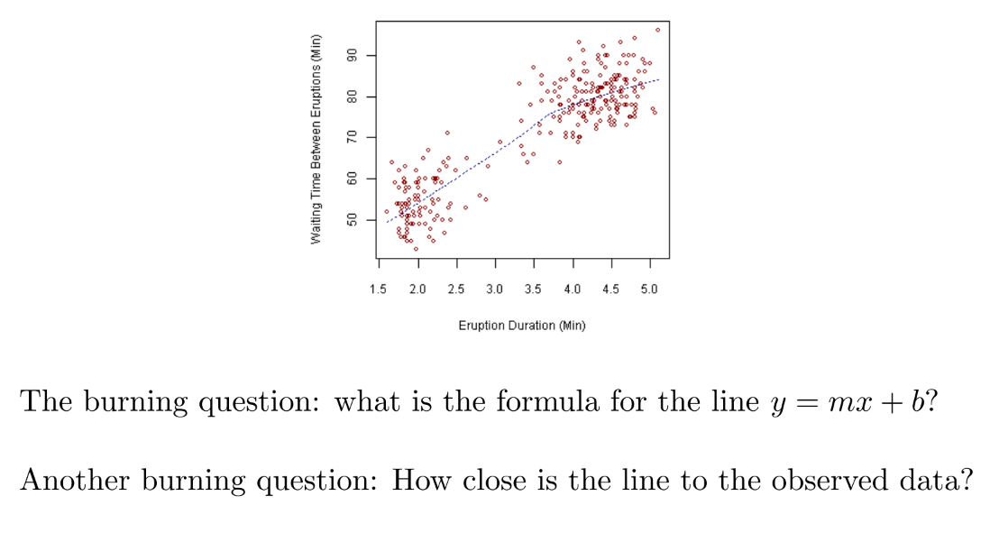 Waiting Time Between Eruptions (Min)
90
80
70
60
50
1.5 2.0 2.5 3.0 3.5 4.0 4.5 5.0
Eruption Duration (Min)
The burning question: what is the formula for the line y = mx + b?
Another burning question: How close is the line to the observed data?